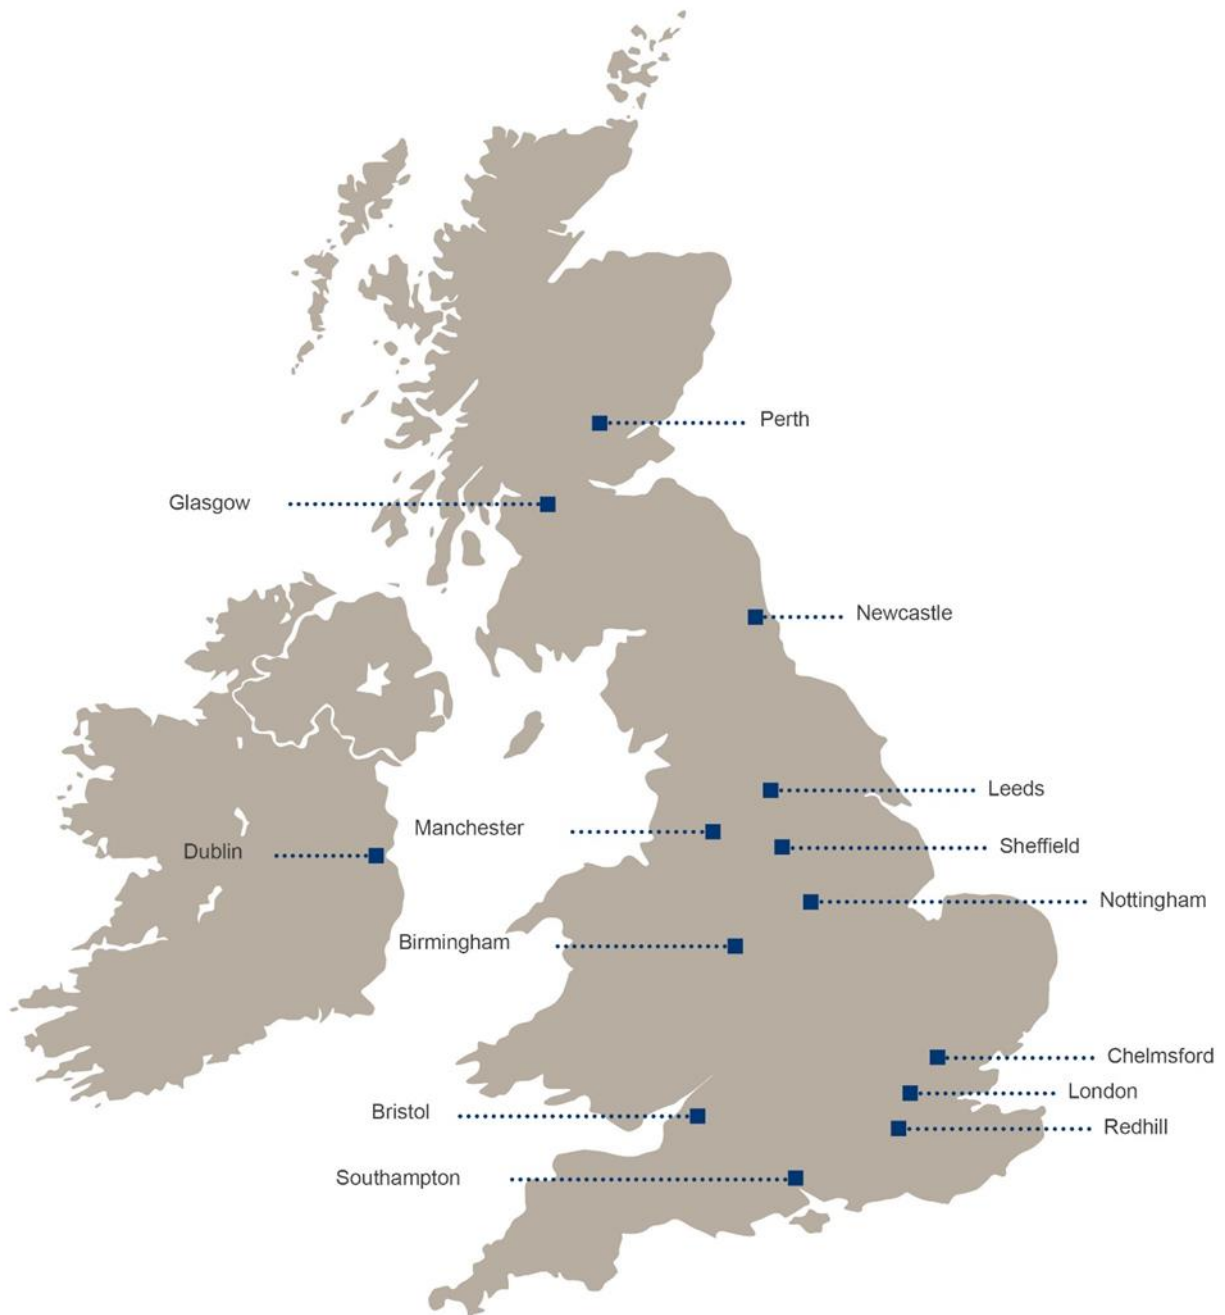 Perth
Glasgow
Newcastle
Leeds
Manchester
Sheffield
Dublin
Nottingham
Birmingham
Chelmsford
London
Bristol
Redhill
Southampton